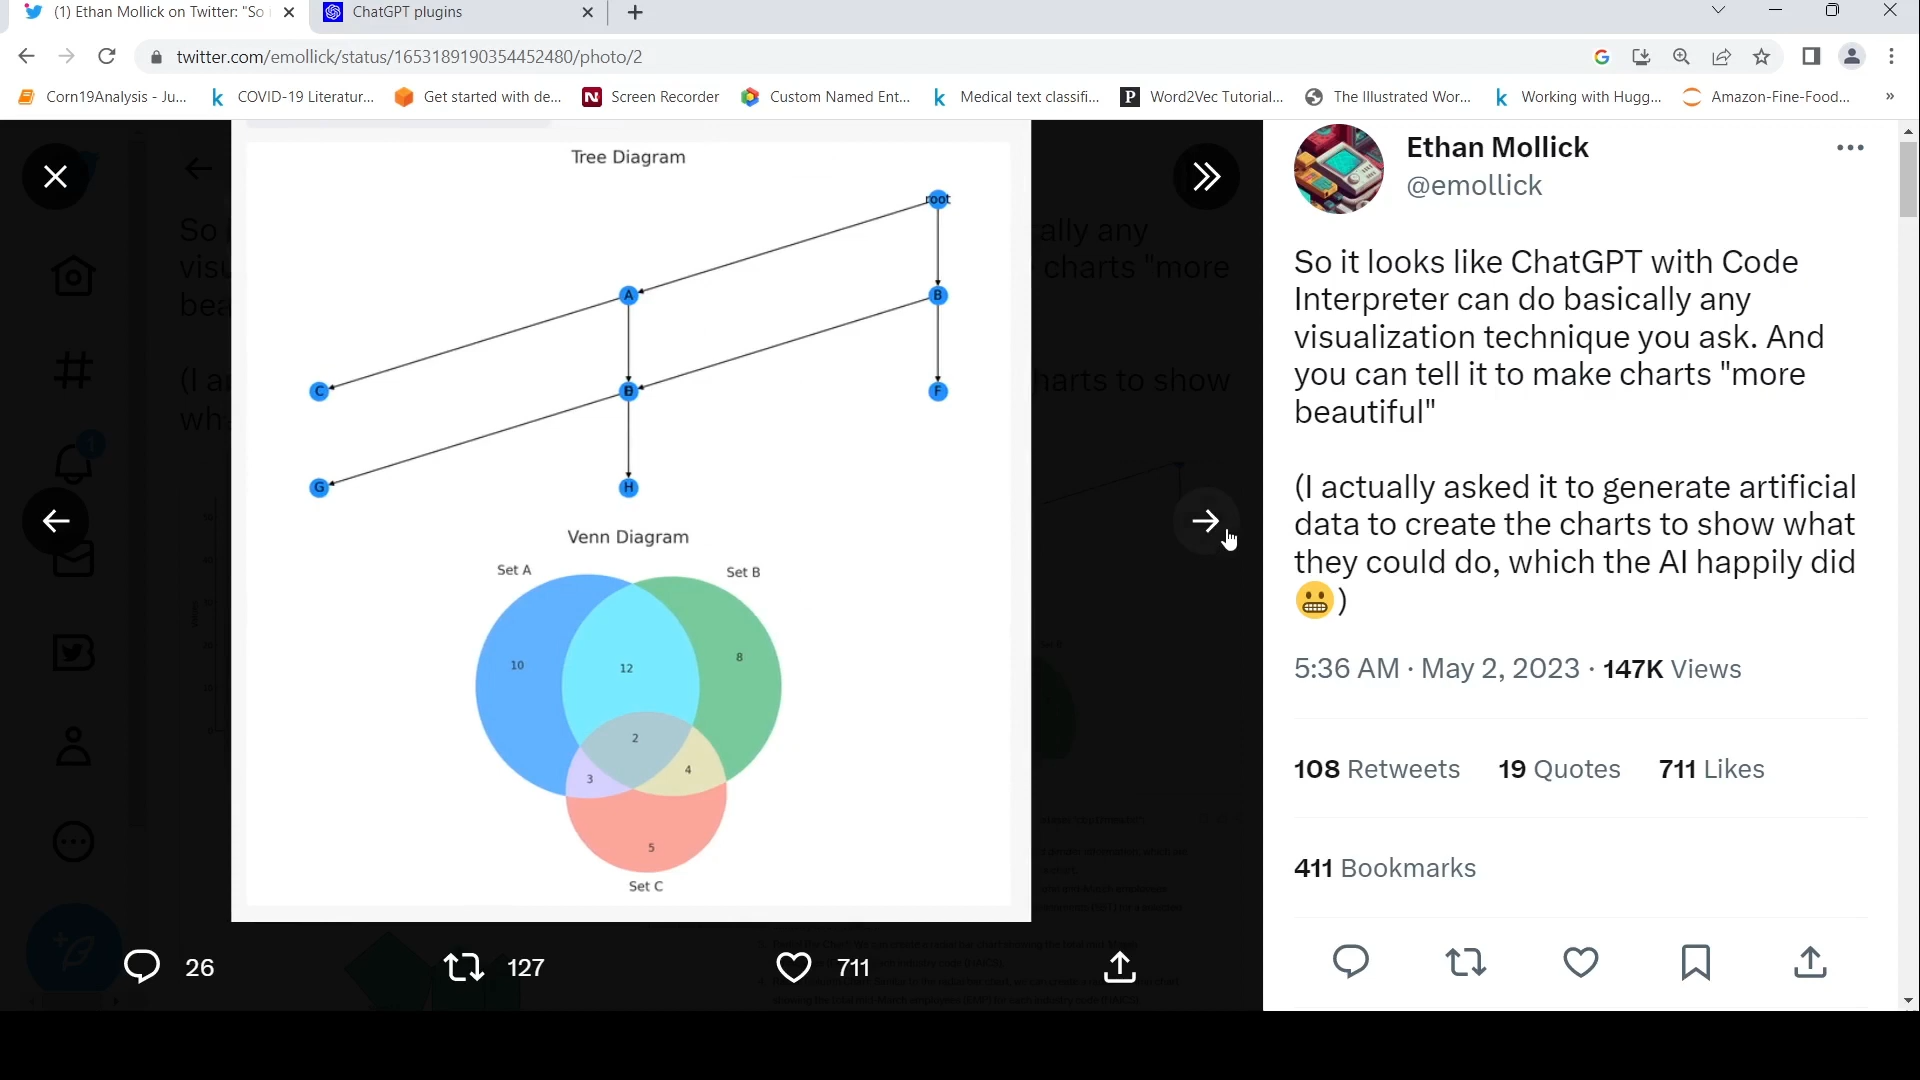 (1) Ethan Mollick on Twitter: "So
ChatGPT plugins
twitter.com/emollick/status/1653189190354452480/photo/2
Corn19Analysis - Ju...
COVID-19 Literatur...
Get started with de...
Screen Recorder
Custom Named Ent...
Medical text classifi...
Word2Vec Tutorial...
The Illustrated Wor...
Working with Hugg...
Amazon-Fine-Food...
Tree Diagram
root
A
B
C
F
G
H
Venn Diagram
Set A
Set B
10
12
8
2
3
4
5
Set C
26
127
711
Ethan Mollick
@emollick
So it looks like ChatGPT with Code
Interpreter can do basically any
visualization technique you ask. And
you can tell it to make charts "more
beautiful"
(I actually asked it to generate artificial
data to create the charts to show what
they could do, which the AI happily did
😬)
5:36 AM · May 2, 2023 · 147K Views
108 Retweets 19 Quotes 711 Likes
411 Bookmarks